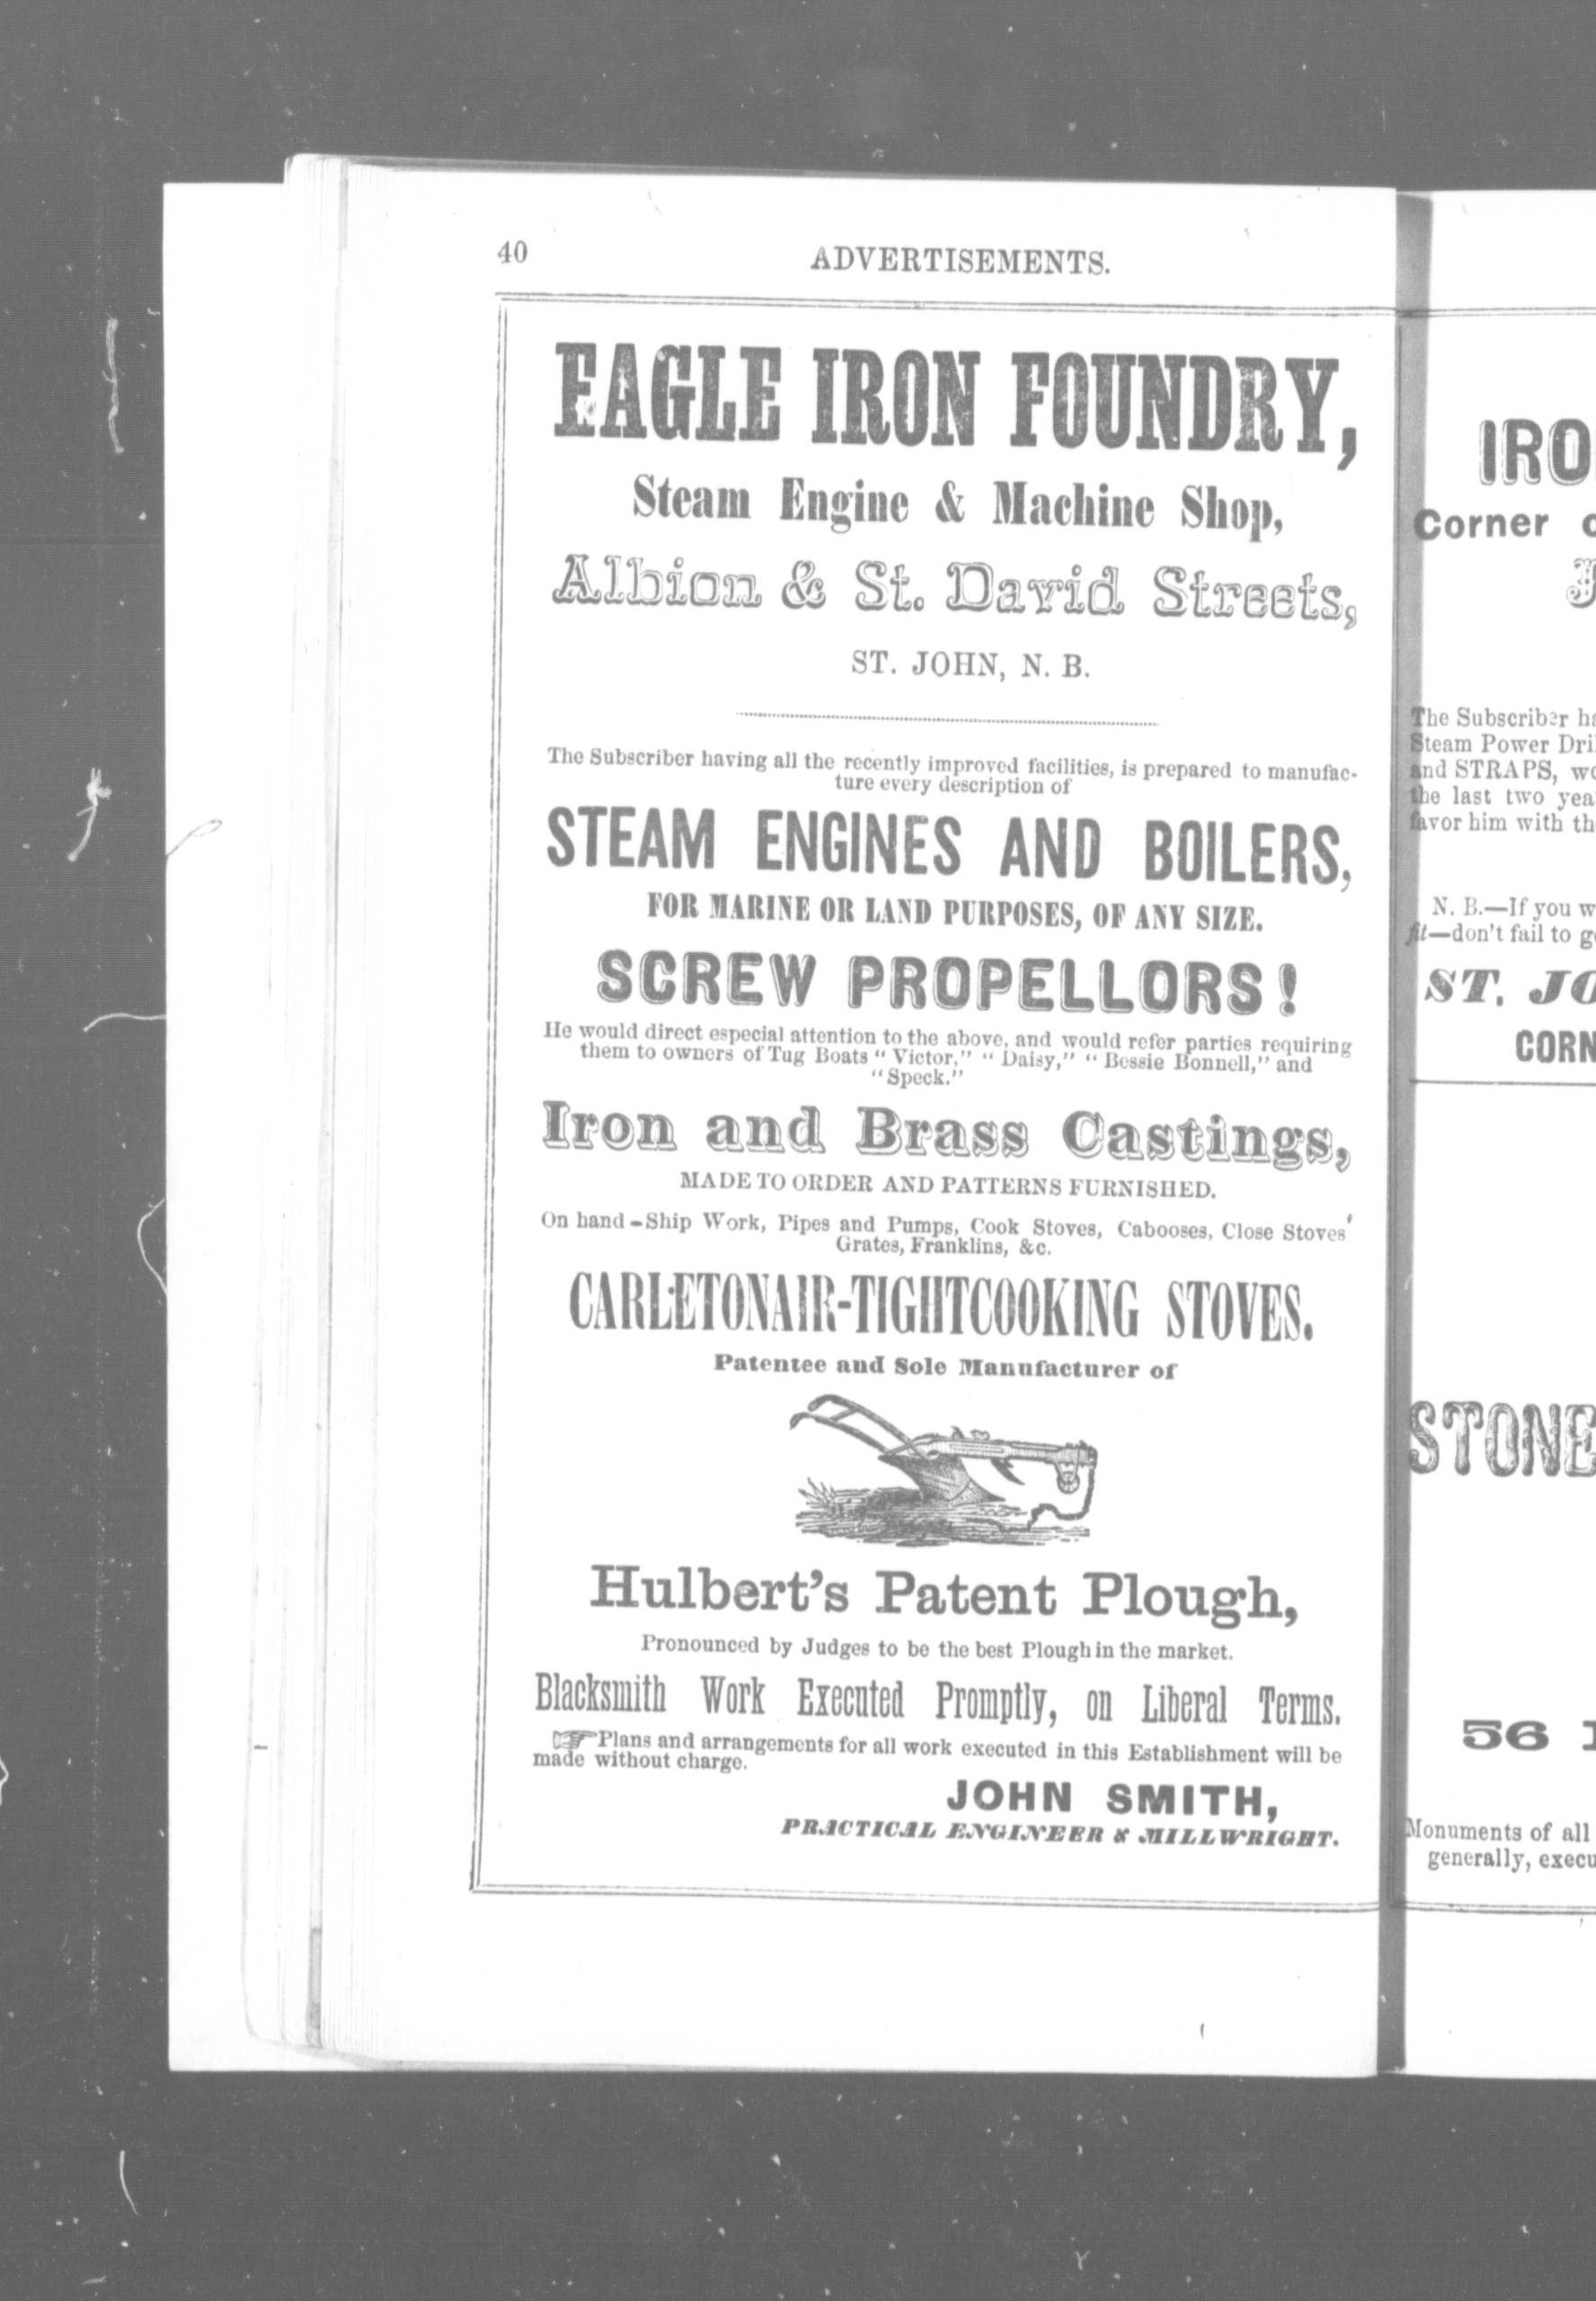 40
ADVERTISEMENTS.
EAGLE IRON FOUNDRY,
Steam Engine & Machine Shop,
Albion & St. David Streets,
ST. JOHN, N. B.
The Subscriber having all the recently improved facilities, is prepared to manufac-
ture every description of
STEAM ENGINES AND BOILERS,
FOR MARINE OR LAND PURPOSES, OF ANY SIZE.
SCREW PROPELLORS!
He would direct especial attention to the above, and would refer parties requiring
them to owners of Tug Boats "Victor," "Daisy," "Bessie Bonnell," and
"Speck."
Iron and Brass Castings,
MADE TO ORDER AND PATTERNS FURNISHED.
On hand-Ship Work, Pipes and Pumps, Cook Stoves, Cabooses, Close Stoves'
Grates, Franklins, &c.
CARLETONAIR-TIGHTCOOKING STOVES.
Patentee and Sole Manufacturer of
Hulbert's Patent Plough,
Pronounced by Judges to be the best Plough in the market.
Blacksmith Work Executed Promptly, on Liberal Terms.
☞Plans and arrangements for all work executed in this Establishment will be
made without charge.
JOHN SMITH,
PRACTICAL ENGINEER & MILLWRIGHT.
IRO
Corner
The Subscriber ha
Steam Power Dri
and STRAPS, wo
the last two yea
favor him with th
N. B.—If you w
fit—don't fail to g
ST. JO
CORN
STONE
56
Monuments of all
generally, execu